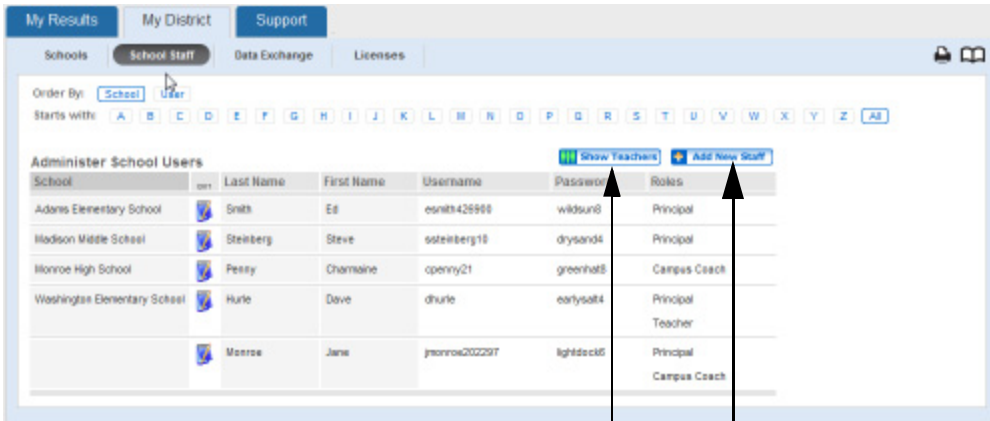 My Results My District Support
Schools School Staff Data Exchange Licenses
Order By: School User
Starts with: A B C D E F G H I J K L M N O P Q R S T U V W X Y Z All
Administer School Users Show Teachers Add New Staff
School EDIT Last Name First Name Username Password Roles
Adams Elementary School Smith Ed esmith426900 wildsun8 Principal
Madison Middle School Steinberg Steve ssteinberg10 drysand4 Principal
Monroe High School Penny Charmaine cpenny21 greenhat8 Campus Coach
Washington Elementary School Hurle Dave dhurle earlysalt4 Principal
Teacher
Monroe Jane jmonroe202297 lightdock6 Principal
Campus Coach